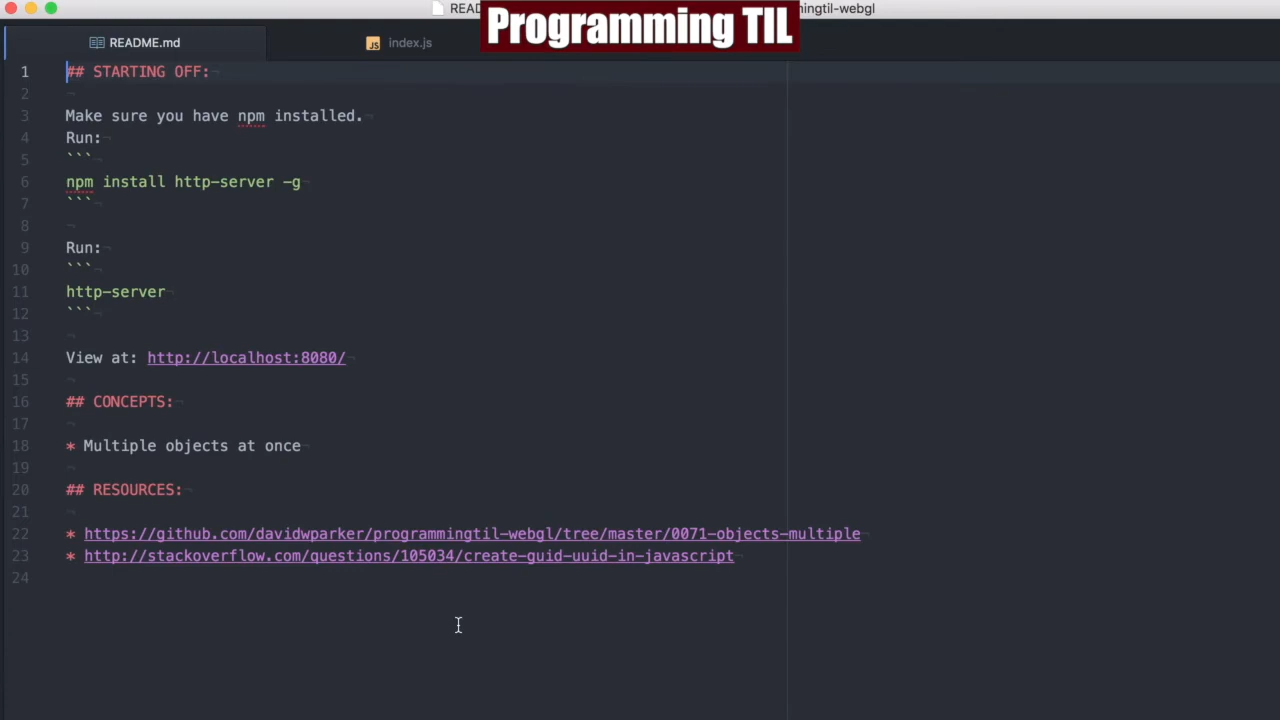 READ
mingtil-webgl
Programming TIL
README.md
JS index.js
1 ## STARTING OFF:¬
2 ¬
3 Make sure you have npm installed.¬
4 Run:¬
5 ```¬
6 npm install http-server -g¬
7 ```¬
8 ¬
9 Run:¬
10 ```¬
11 http-server¬
12 ```¬
13 ¬
14 View at: http://localhost:8080/¬
15 ¬
16 ## CONCEPTS:¬
17 ¬
18 * Multiple objects at once¬
19 ¬
20 ## RESOURCES:¬
21 ¬
22 * https://github.com/davidwparker/programmingtil-webgl/tree/master/0071-objects-multiple¬
23 * http://stackoverflow.com/questions/105034/create-guid-uuid-in-javascript¬
24